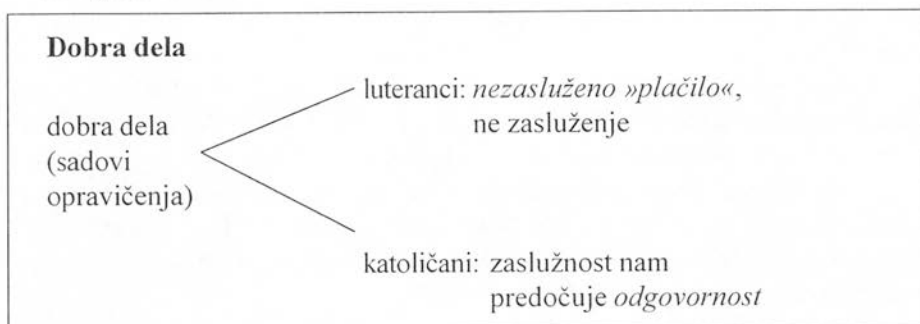 Dobra dela
luteranci: nezasluženo »plačilo«,
ne zasluženje
dobra dela
(sadovi
opravičenja)
katoličani: zaslužnost nam
predočuje odgovornost